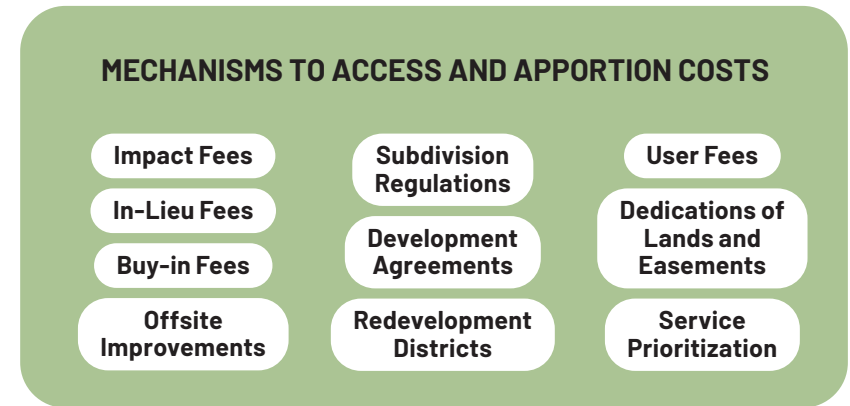 MECHANISMS TO ACCESS AND APPORTION COSTS
Impact Fees
In-Lieu Fees
Buy-in Fees
Offsite
Improvements
Subdivision
Regulations
Development
Agreements
Redevelopment
Districts
User Fees
Dedications of
Lands and
Easements
Service
Prioritization